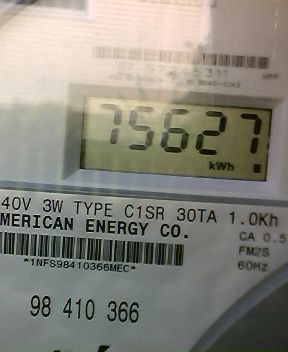 75627
kWh
40V 3W TYPE C1SR 30TA 1.0Kh
MERICAN ENERGY CO.
CA 0.5
FM2S
*1NFS98410366MEC*
60Hz
98 410 366